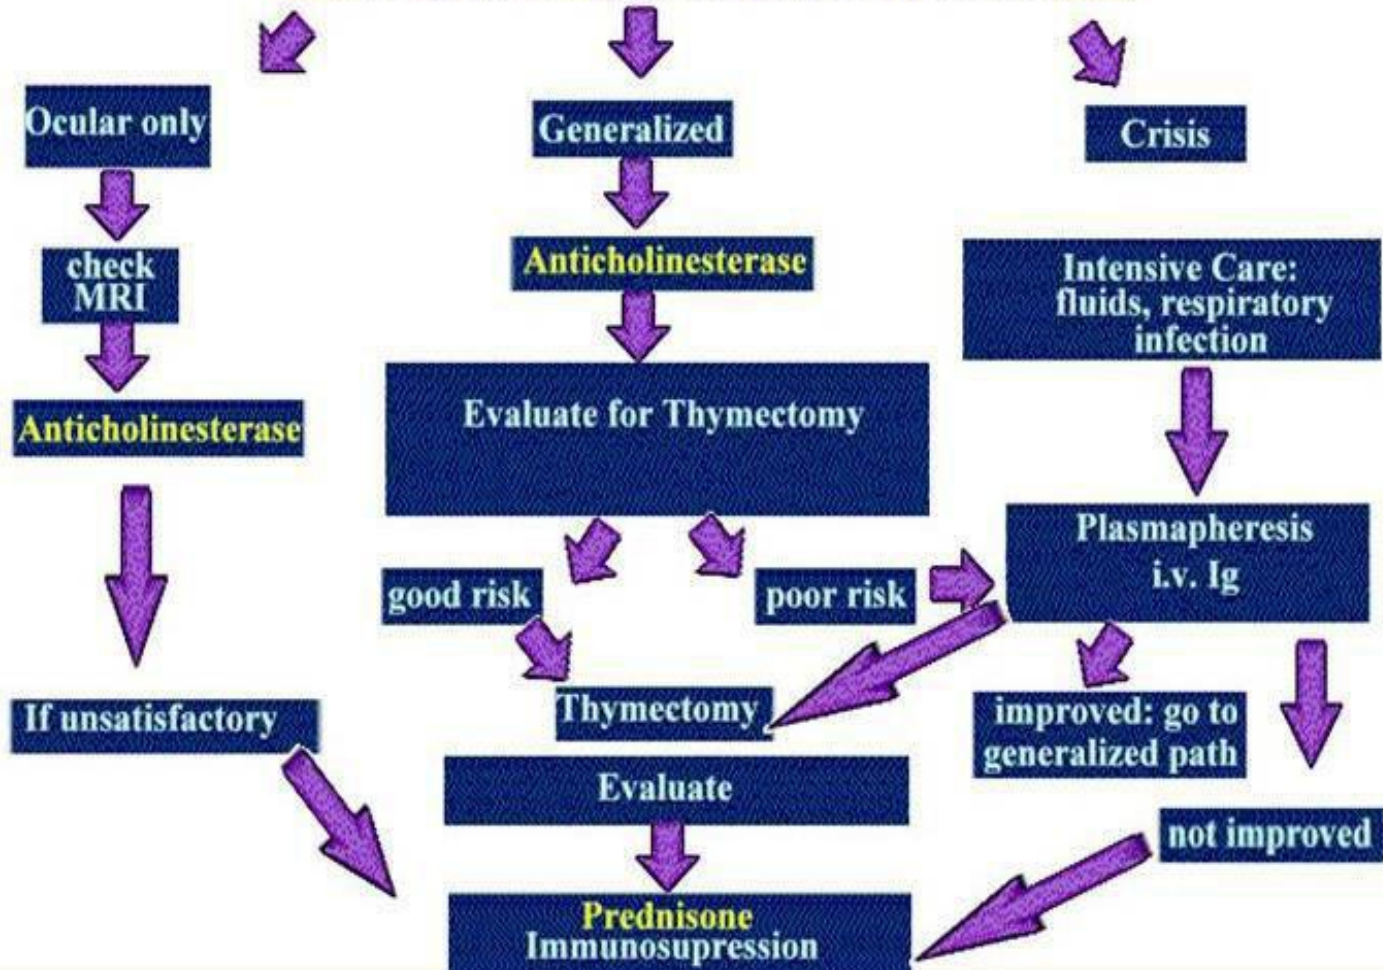 Ocular only
Generalized
Crisis
check
MRI
Anticholinesterase
Intensive Care:
fluids, respiratory
infection
Anticholinesterase
Evaluate for Thymectomy
Plasmapheresis
i.v. Ig
good risk
poor risk
If unsatisfactory
Thymectomy
improved: go to
generalized path
Evaluate
not improved
Prednisone
Immunosupression